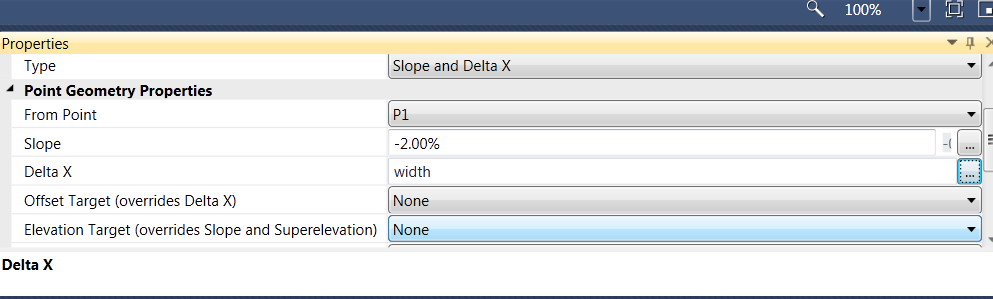 100%
Properties
Type Slope and Delta X
Point Geometry Properties
From Point P1
Slope -2.00% ...
Delta X width ...
Offset Target (overrides Delta X) None
Elevation Target (overrides Slope and Superelevation) None
Delta X